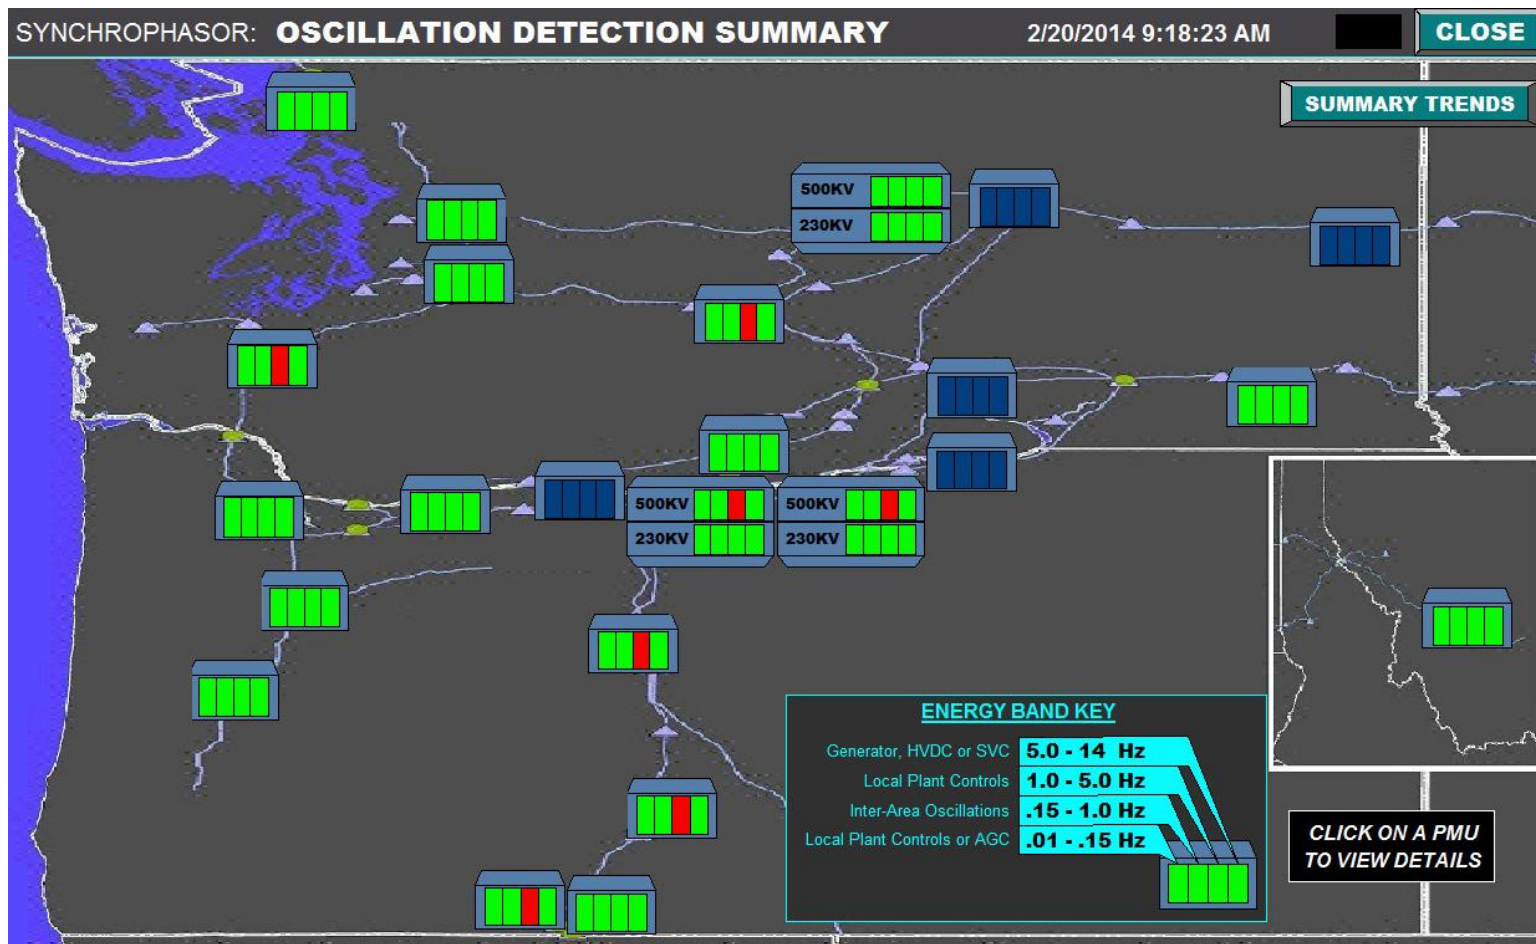 SYNCHROPHASOR: OSCILLATION DETECTION SUMMARY 2/20/2014 9:18:23 AM CLOSE
SUMMARY TRENDS
500KV
230KV
500KV
230KV
500KV
230KV
ENERGY BAND KEY
Generator, HVDC or SVC 5.0 - 14 Hz
Local Plant Controls 1.0 - 5.0 Hz
Inter-Area Oscillations .15 - 1.0 Hz
Local Plant Controls or AGC .01 - .15 Hz
CLICK ON A PMU
TO VIEW DETAILS